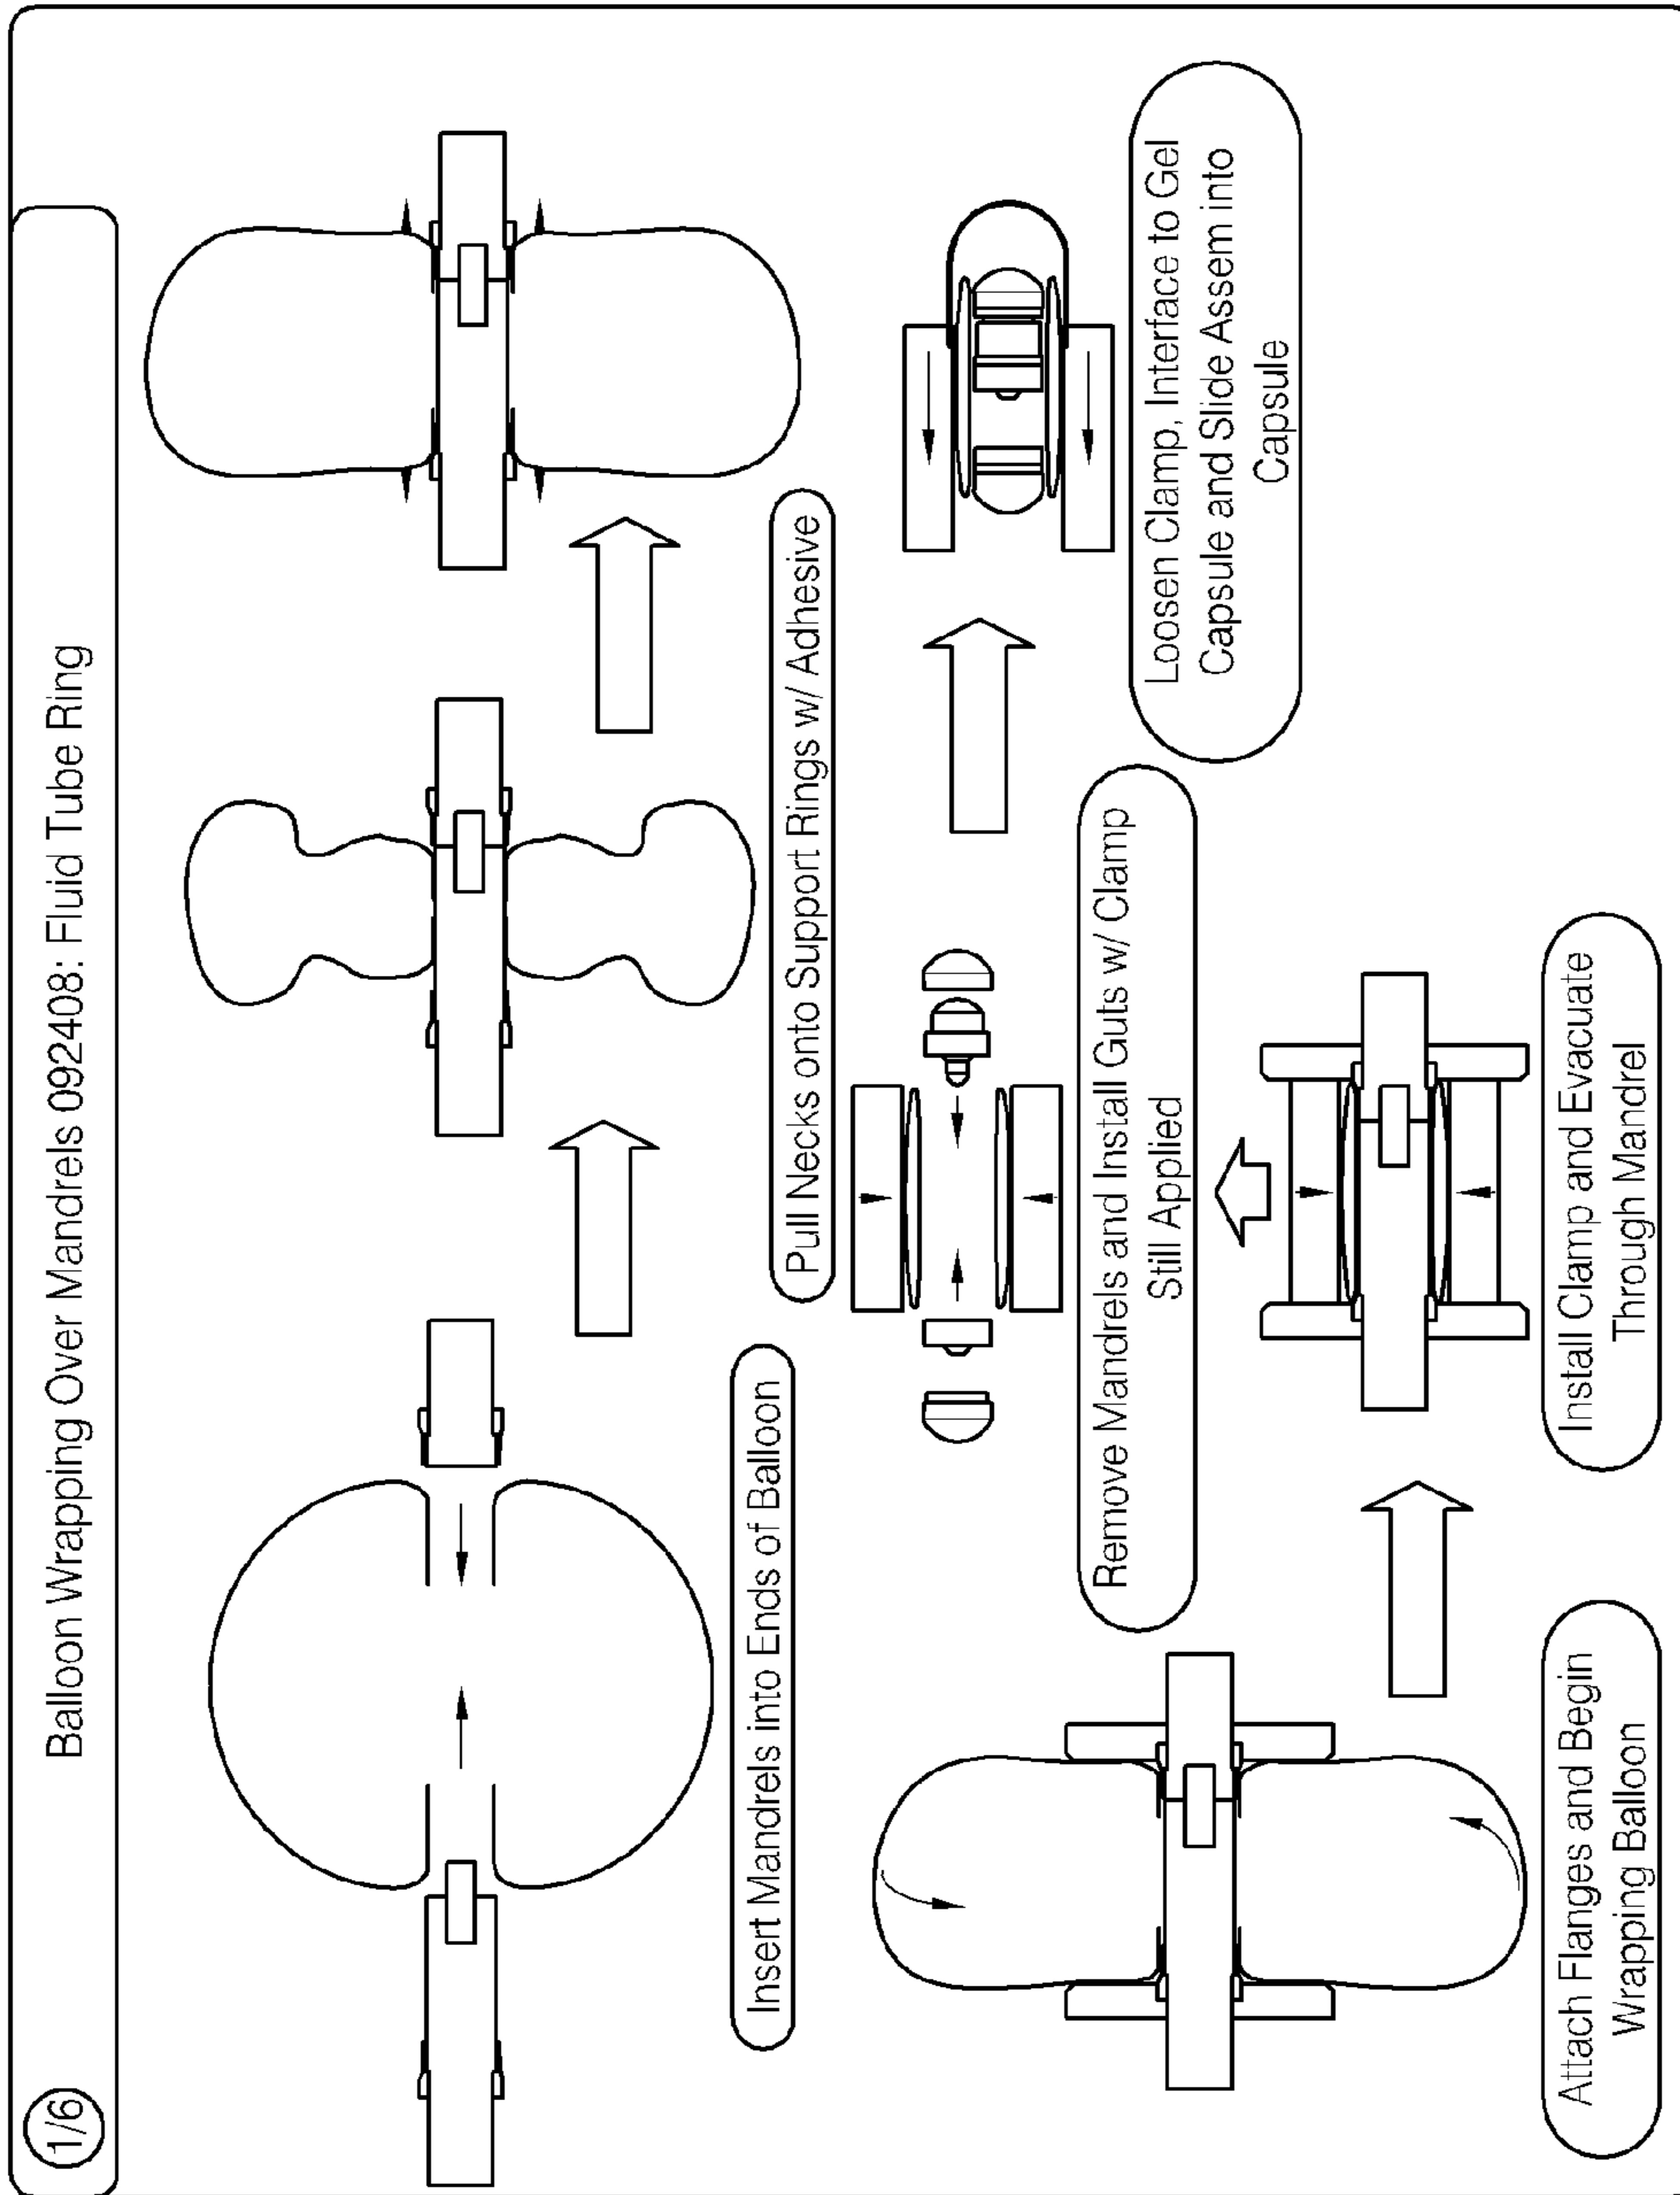 1/6
Balloon Wrapping Over Mandrels 092408: Fluid Tube Ring
Insert Mandrels into Ends of Balloon
Pull Necks onto Support Rings w/ Adhesive
Attach Flanges and Begin
Wrapping Balloon
Install Clamp and Evacuate
Through Mandrel
Remove Mandrels and Install Guts w/ Clamp
Still Applied
Loosen Clamp, Interface to Gel
Capsule and Slide Assem into
Capsule